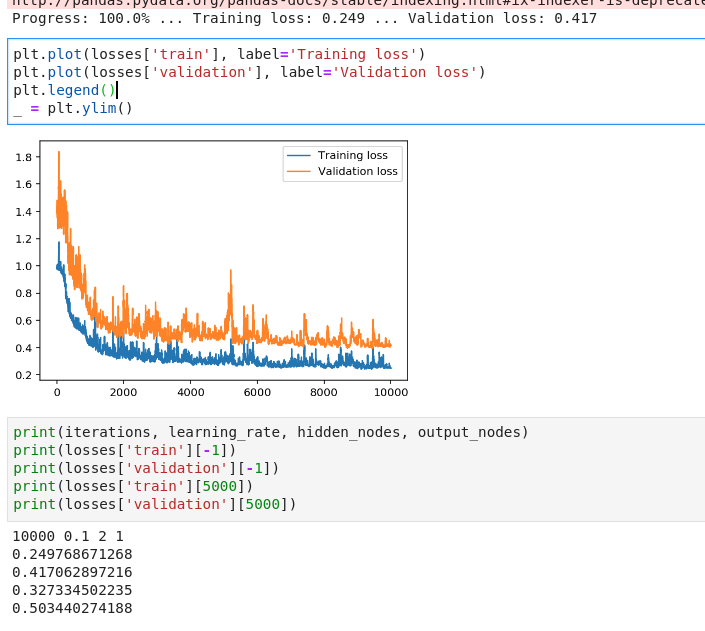 http://pandas.pydata.org/pandas-docs/stable/indexing.html#ix-indexer-is-deprecate
Progress: 100.0% ... Training loss: 0.249 ... Validation loss: 0.417
plt.plot(losses['train'], label='Training loss')
plt.plot(losses['validation'], label='Validation loss')
plt.legend()
_ = plt.ylim()
Training loss
Validation loss
1.8
1.6
1.4
1.2
1.0
0.8
0.6
0.4
0.2
0 2000 4000 6000 8000 10000
print(iterations, learning_rate, hidden_nodes, output_nodes)
print(losses['train'][-1])
print(losses['validation'][-1])
print(losses['train'][5000])
print(losses['validation'][5000])
10000 0.1 2 1
0.249768671268
0.417062897216
0.327334502235
0.503440274188